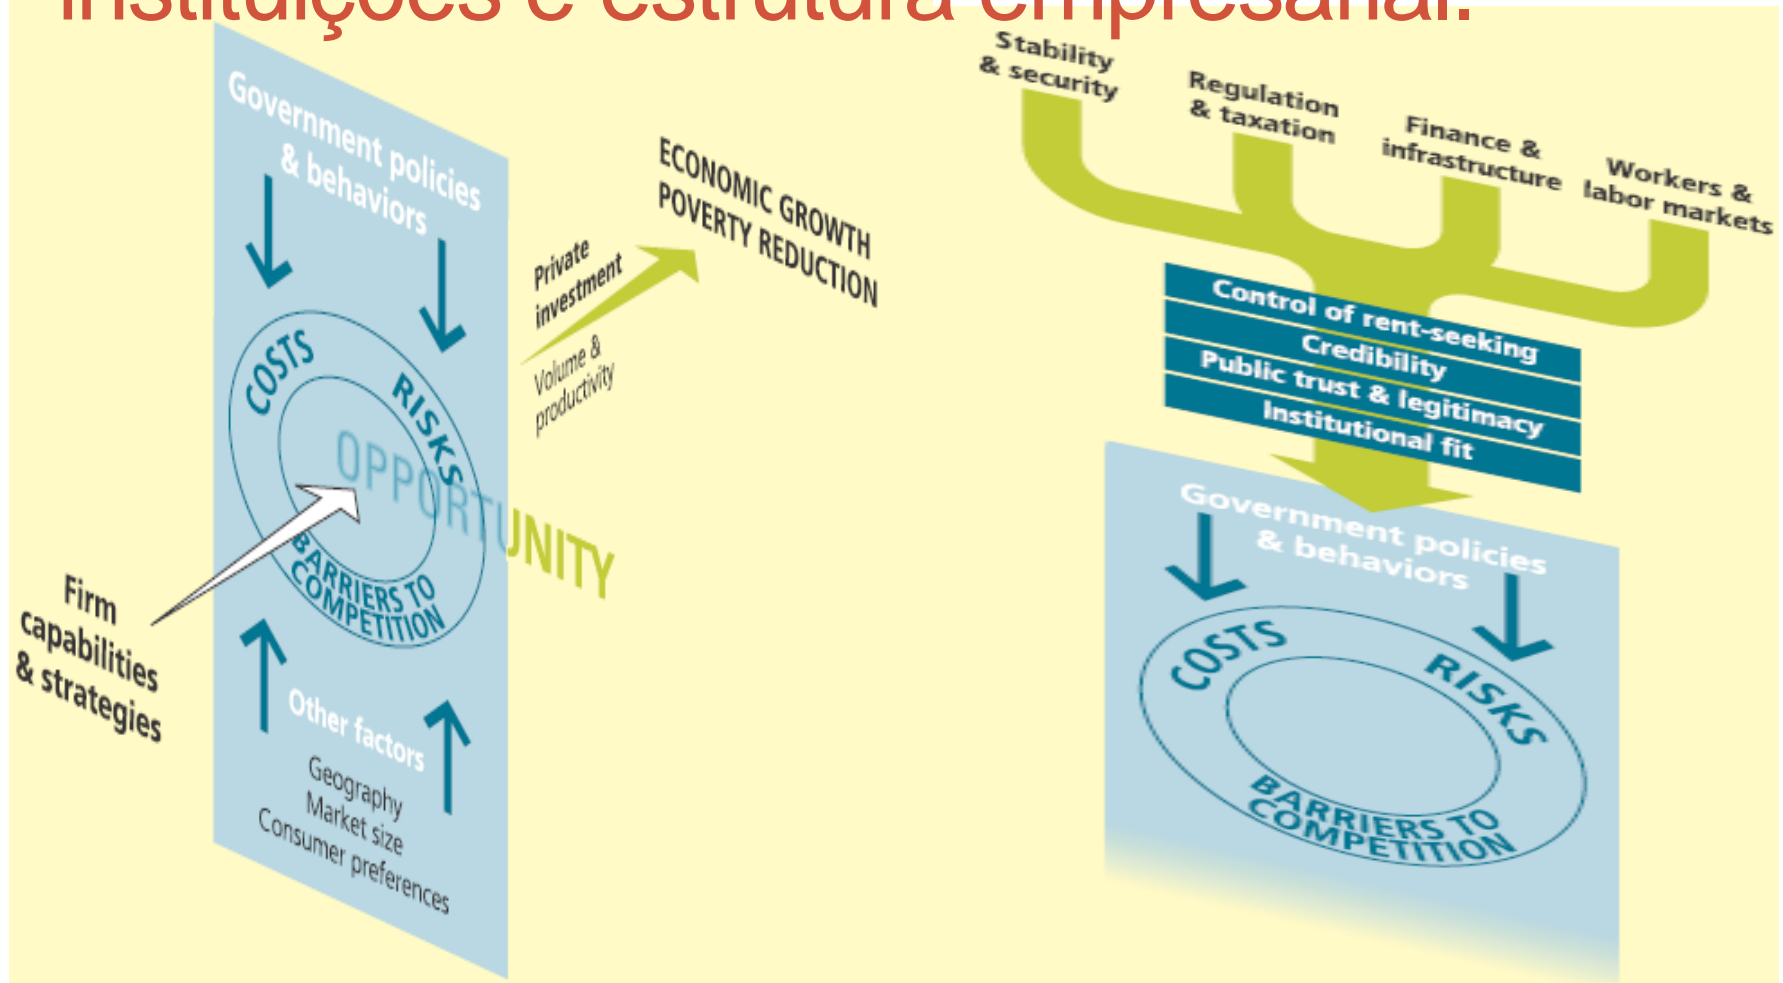 instituições e estrutura empresarial.
Government policies
& behaviors
COSTS
RISKS
OPPORTUNITY
BARRIERS TO
COMPETITION
Firm
capabilities
& strategies
Other factors
Geography
Market size
Consumer preferences
Private
investment
Volume &
productivity
ECONOMIC GROWTH
POVERTY REDUCTION
Stability
& security
Regulation
& taxation
Finance &
infrastructure
Workers &
labor markets
Control of rent-seeking
Credibility
Public trust & legitimacy
Institutional fit
Government policies
& behaviors
COSTS
RISKS
BARRIERS TO
COMPETITION